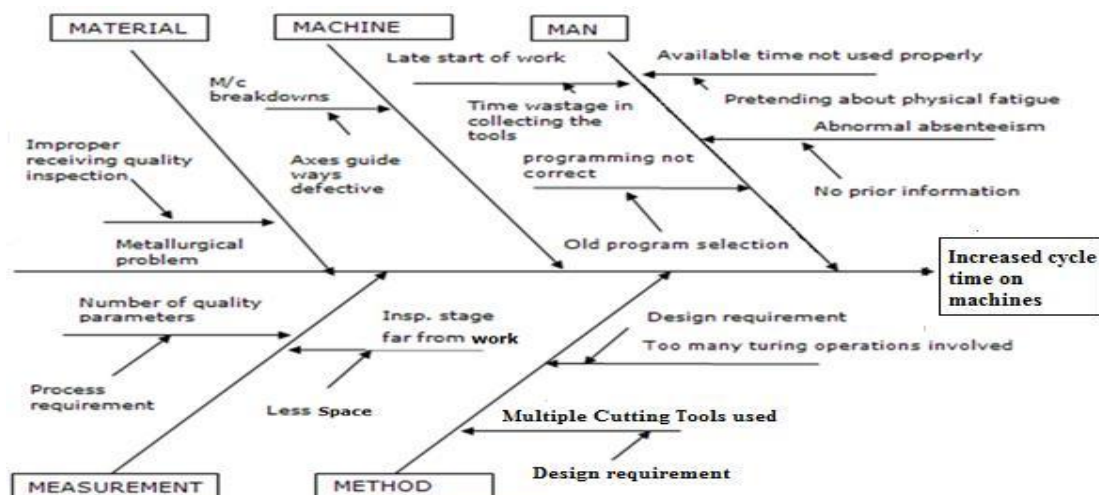 MATERIAL
MACHINE
MAN
Late start of work
Available time not used properly
M/c
breakdowns
Time wastage in
collecting the
tools
Pretending about physical fatigue
Abnormal absenteeism
Improper
receiving quality
inspection
Axes guide
ways
defective
programming not
correct
No prior information
Metallurgical
problem
Old program selection
Increased cycle
time on
machines
Number of quality
parameters
Insp. stage
far from work
Design requirement
Too many turing operations involved
Process
requirement
Less Space
Multiple Cutting Tools used
Design requirement
MEASUREMENT
METHOD